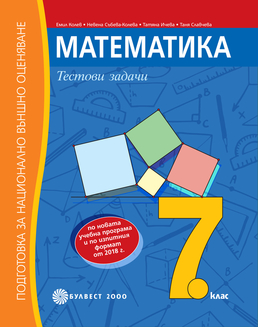 Емил Колев • Невена Събева-Колева • Татяна Ичева • Таня Славчева
МАТЕМАТИКА
Тестови задачи
ПОДГОТОВКА ЗА НАЦИОНАЛНО ВЪНШНО ОЦЕНЯВАНЕ
по новата
учебна програма
и по изпитния
формат
от 2018 г.
7.
клас
БУЛВЕСТ 2000